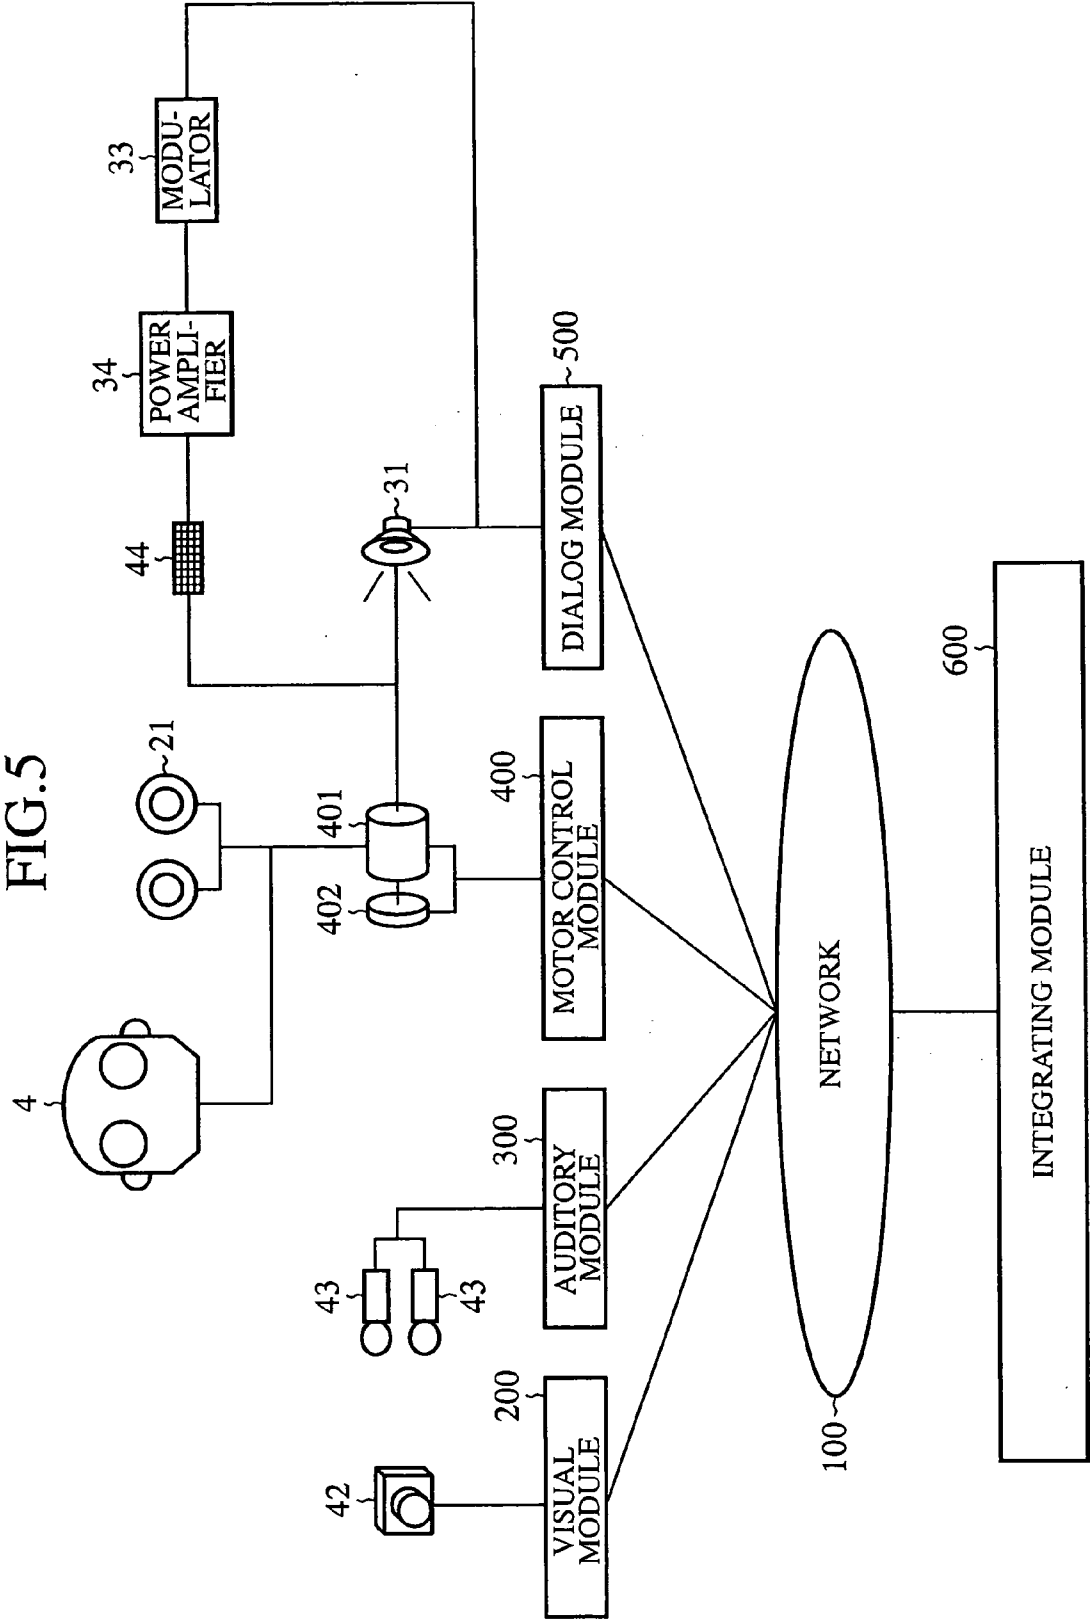 FIG.5
4
21
44
34
POWER
AMPLI-
FIER
33
MODU-
LATOR
42
43
43
402
401
31
200
VISUAL
MODULE
300
AUDITORY
MODULE
400
MOTOR CONTROL
MODULE
500
DIALOG MODULE
100
NETWORK
600
INTEGRATING MODULE